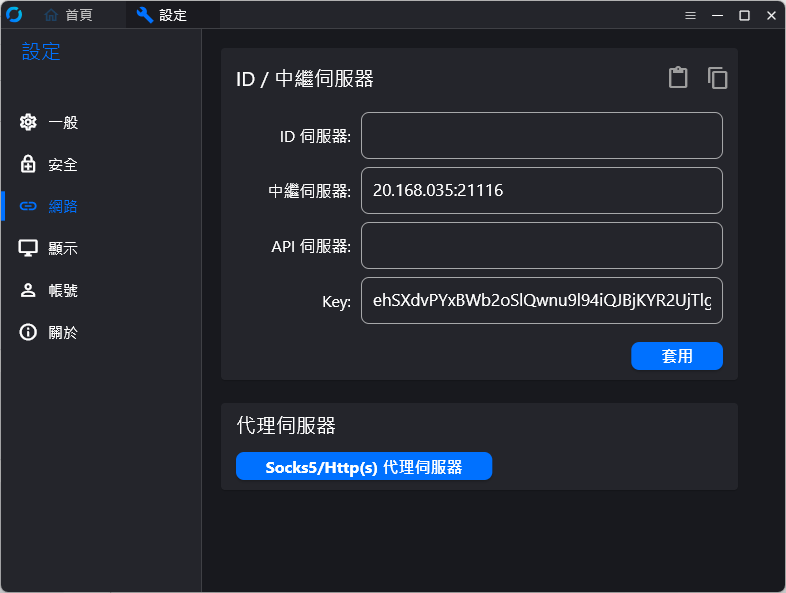 首頁
設定
設定
一般
安全
網路
顯示
帳號
關於
ID / 中繼伺服器
ID 伺服器:
中繼伺服器: 20.168.035:21116
API 伺服器:
Key: ehSXdvPYxBWb2oSlQwnu9l94iQJBjKYR2UjTlg
套用
代理伺服器
Socks5/Http(s) 代理伺服器